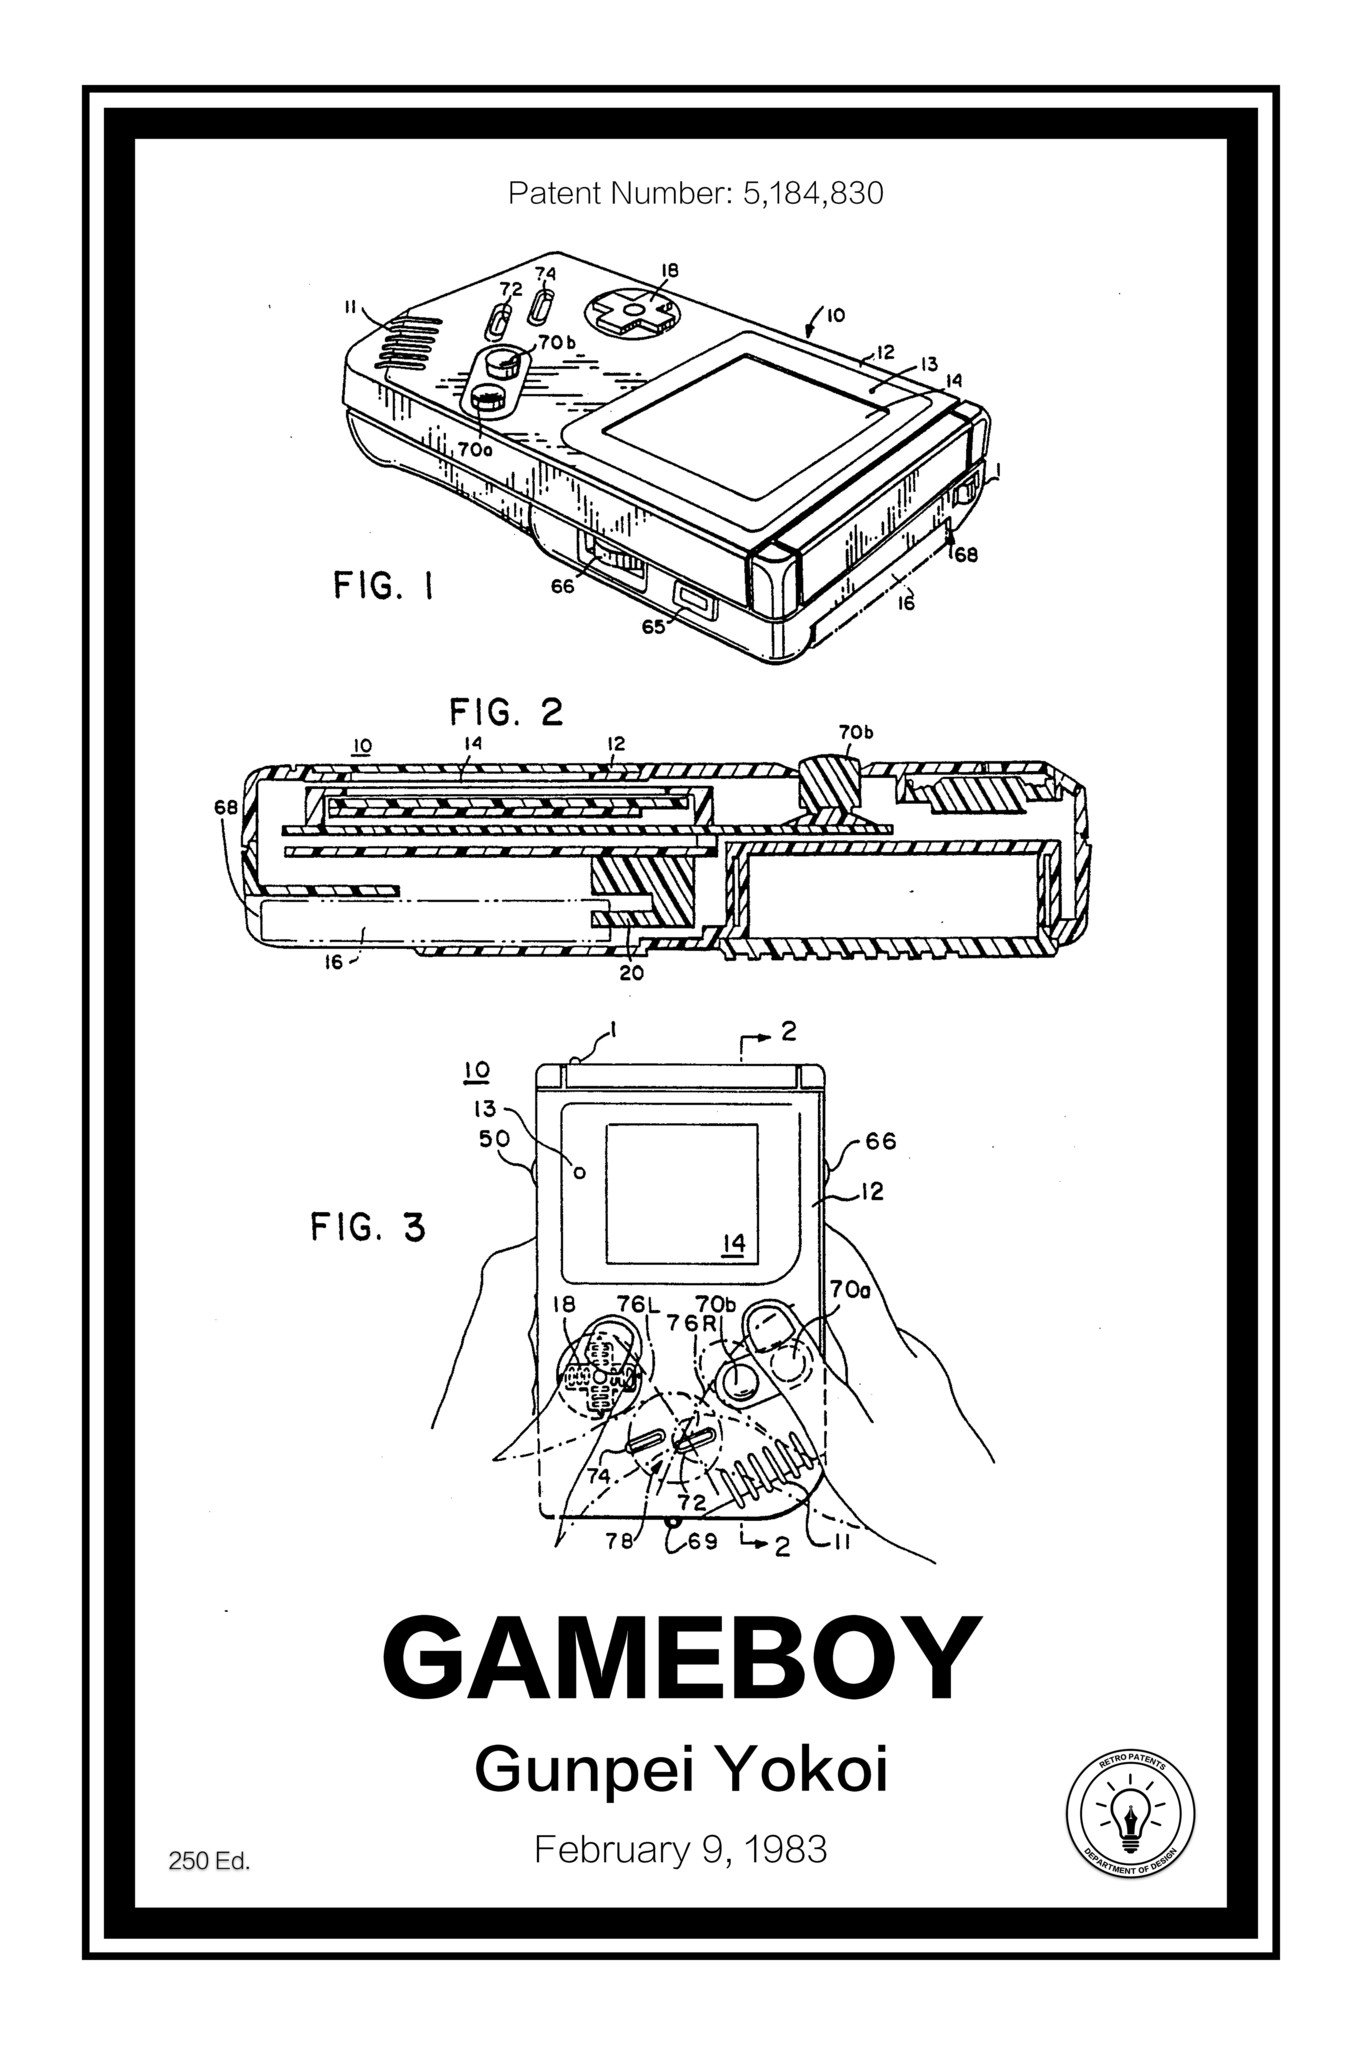 Patent Number: 5,184,830
74
18
72
11
10
70b
12
13
14
70a
1
68
66
16
65
FIG. 1
FIG. 2
70b
10
14
12
68
16
20
1
2
10
13
50
66
12
FIG. 3
14
70a
18
76L
70b
76R
74
72
78
69
2
11
GAMEBOY
Gunpei Yokoi
RETRO PATENTS
DEPARTMENT OF DESIGN
February 9, 1983
250 Ed.